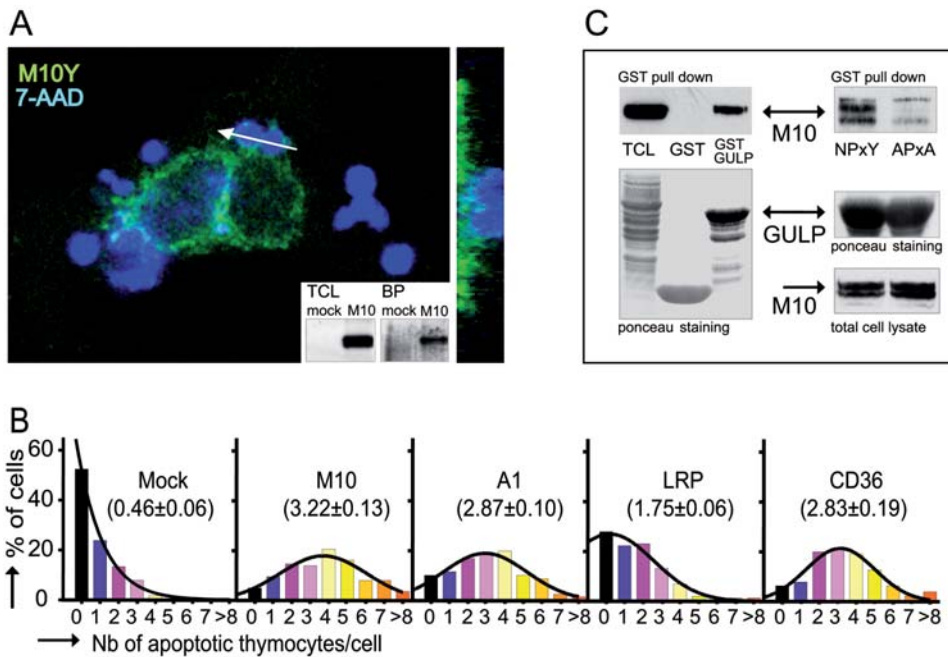 A
M10Y
7-AAD
TCL BP
mock M10 mock M10
C
GST pull down GST pull down
M10
TCL GST GST GULP NPxY APxA
GULP
ponceau staining
M10
ponceau staining total cell lysate
B
% of cells
60
40
20
0
Mock
(0.46±0.06)
M10
(3.22±0.13)
A1
(2.87±0.10)
LRP
(1.75±0.06)
CD36
(2.83±0.19)
0 1 2 3 4 5 6 7 >8 0 1 2 3 4 5 6 7 >8 0 1 2 3 4 5 6 7 >8 0 1 2 3 4 5 6 7 >8 0 1 2 3 4 5 6 7 >8
Nb of apoptotic thymocytes/cell